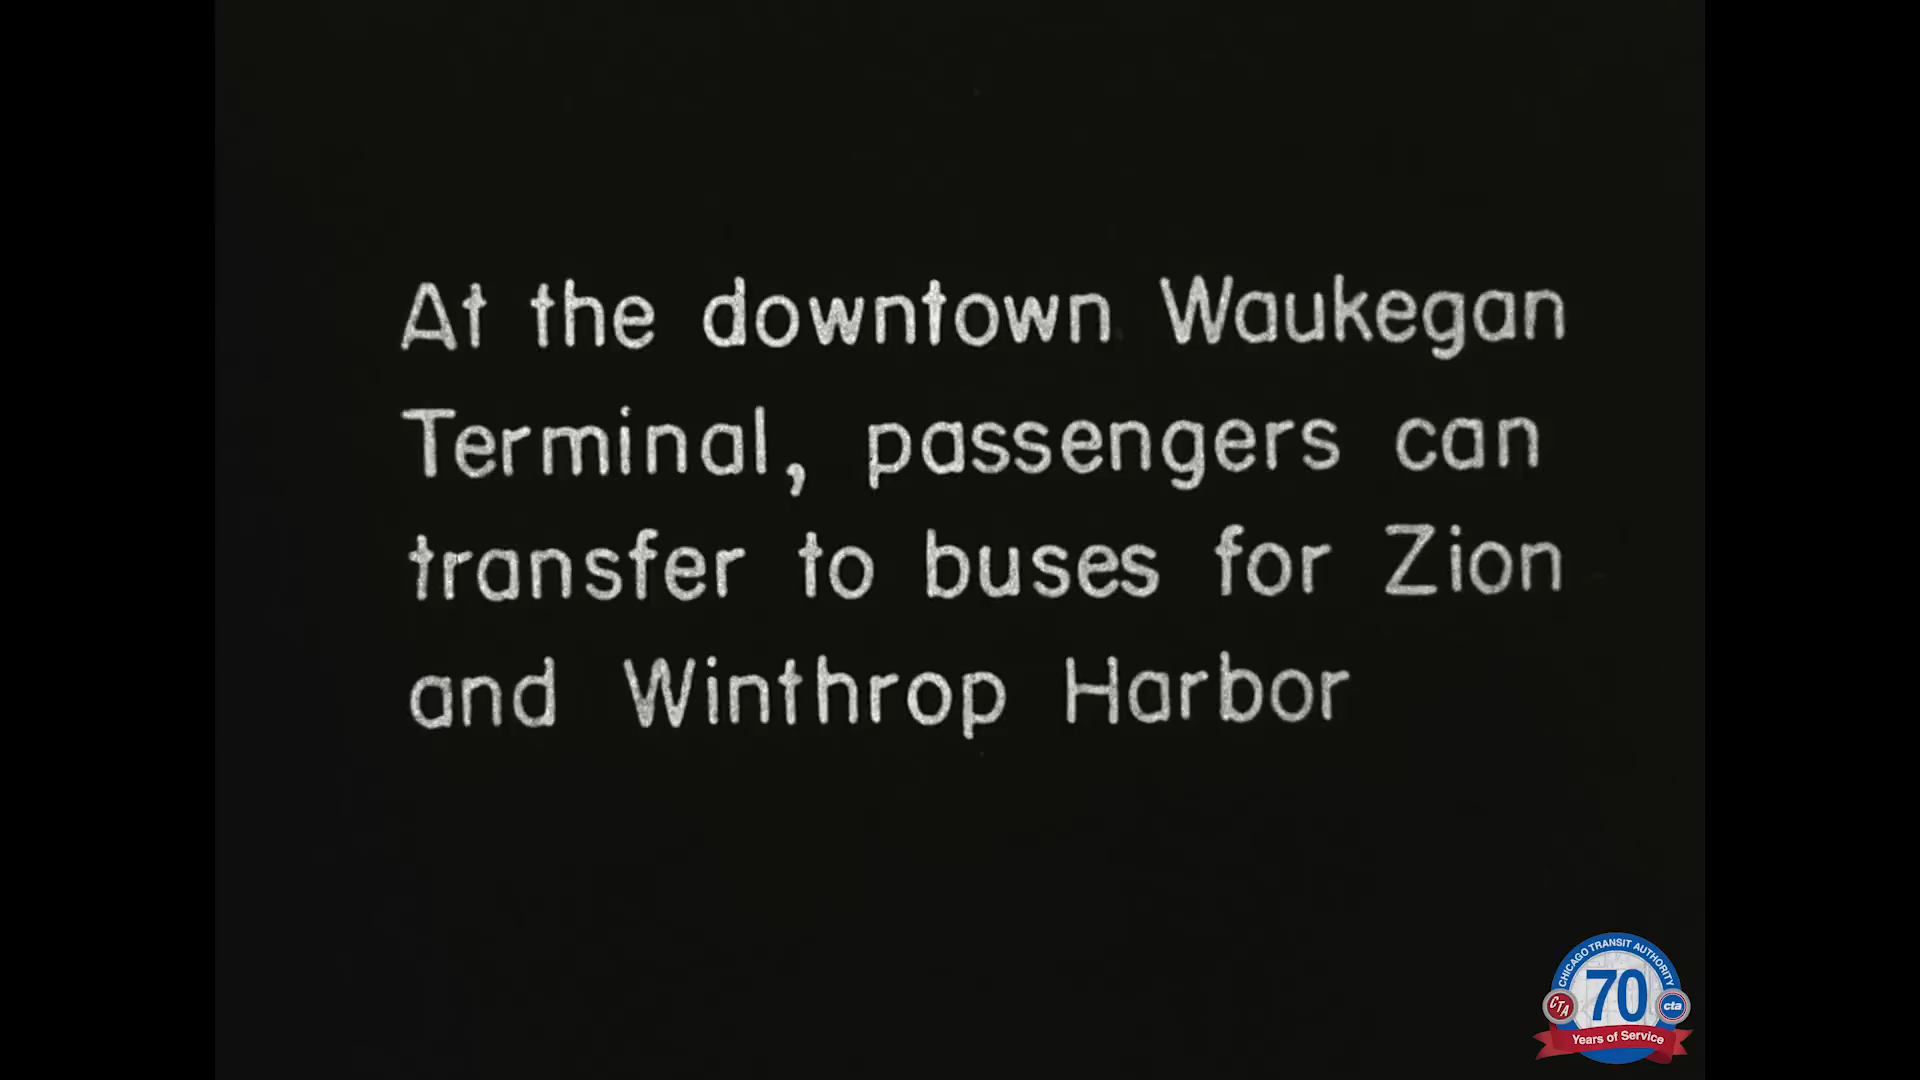 At the downtown Waukegan
Terminal, passengers can
transfer to buses for Zion
and Winthrop Harbor
CHICAGO TRANSIT AUTHORITY
CTA
70
cta
Years of Service